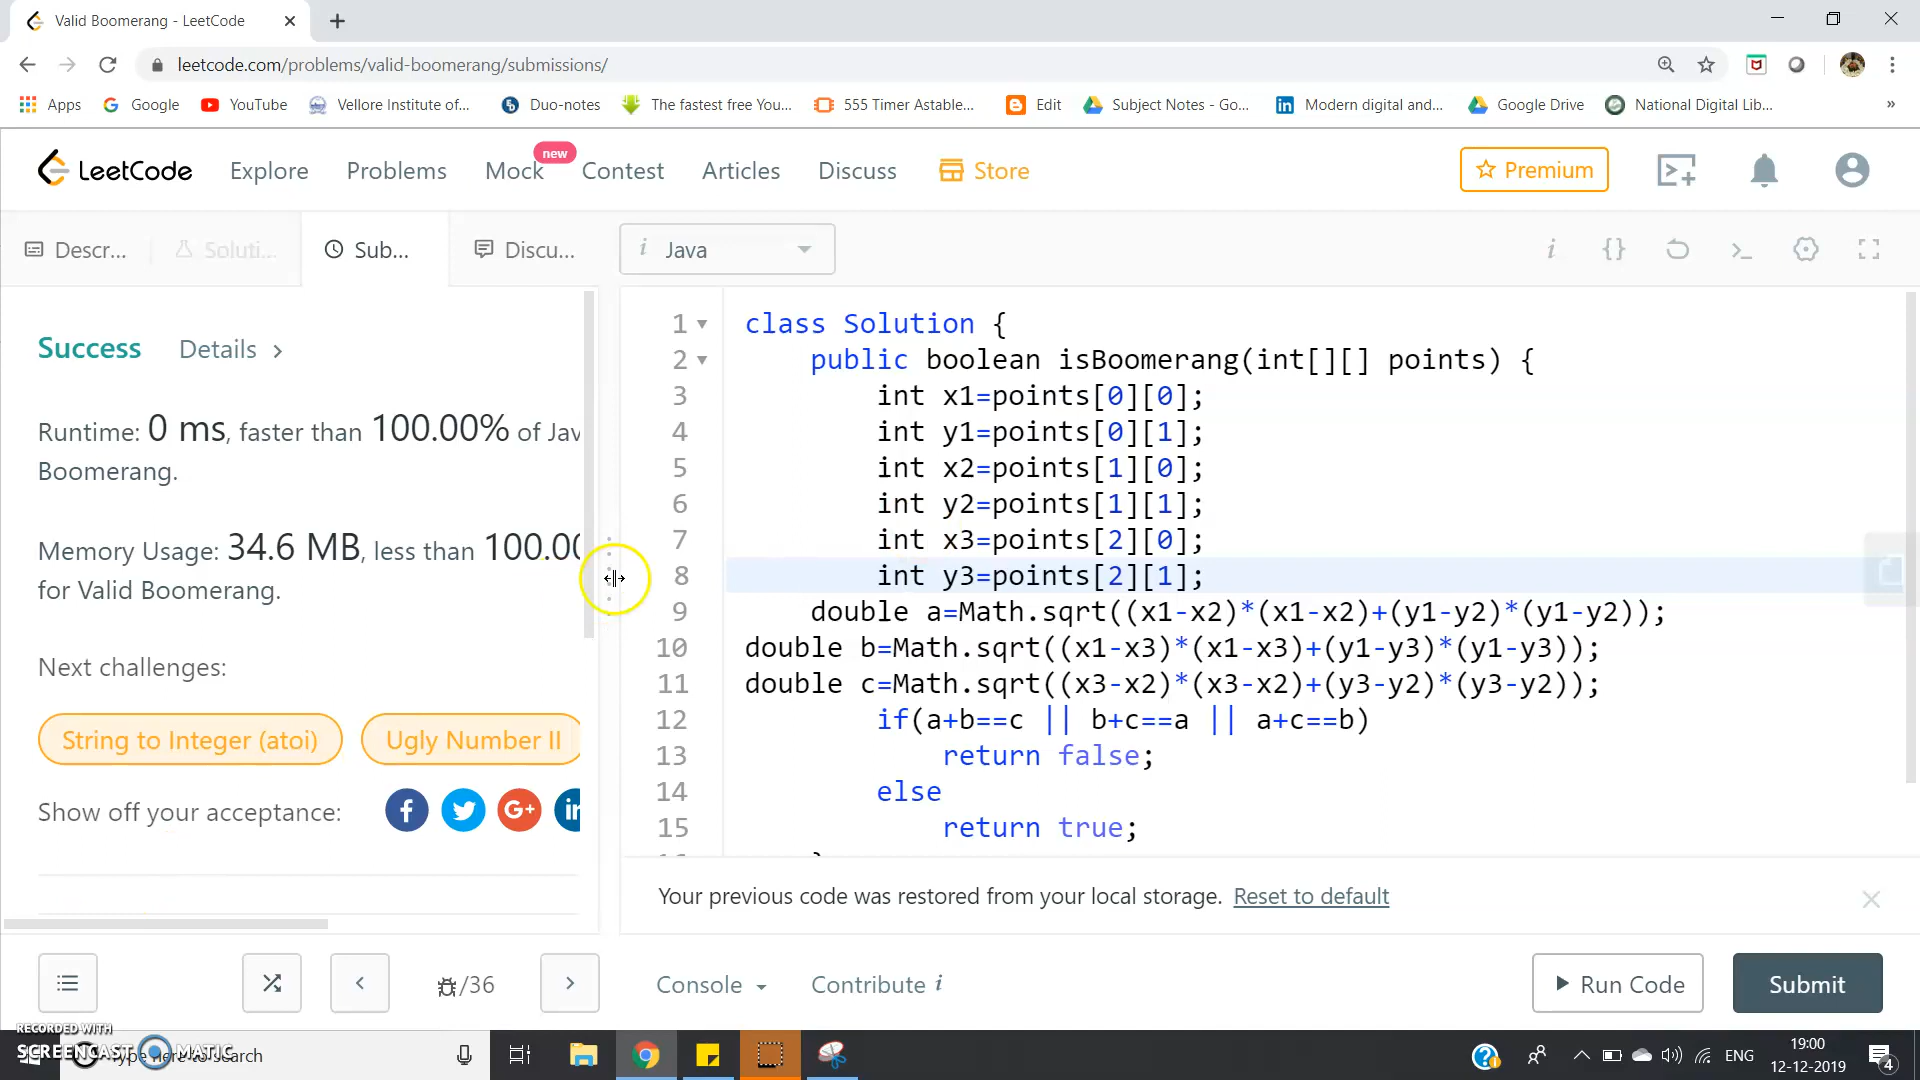 Valid Boomerang - LeetCode
leetcode.com/problems/valid-boomerang/submissions/
Apps Google YouTube Vellore Institute of... Duo-notes The fastest free You... 555 Timer Astable... Edit Subject Notes - Go... Modern digital and... Google Drive National Digital Lib... »
LeetCode Explore Problems Mock new Contest Articles Discuss Store Premium
Descr... Soluti... Sub... Discu... i Java
Success Details
Runtime: 0 ms, faster than 100.00% of Jav
Boomerang.
Memory Usage: 34.6 MB, less than 100.00
for Valid Boomerang.
Next challenges:
String to Integer (atoi) Ugly Number II
Show off your acceptance:
1 class Solution {
2 public boolean isBoomerang(int[][] points) {
3 int x1=points[0][0];
4 int y1=points[0][1];
5 int x2=points[1][0];
6 int y2=points[1][1];
7 int x3=points[2][0];
8 int y3=points[2][1];
9 double a=Math.sqrt((x1-x2)*(x1-x2)+(y1-y2)*(y1-y2));
10 double b=Math.sqrt((x1-x3)*(x1-x3)+(y1-y3)*(y1-y3));
11 double c=Math.sqrt((x3-x2)*(x3-x2)+(y3-y2)*(y3-y2));
12 if(a+b==c || b+c==a || a+c==b)
13 return false;
14 else
15 return true;
Your previous code was restored from your local storage. Reset to default
/36 Console Contribute i Run Code Submit
RECORDED WITH
SCREENCAST MATIC
Type here to search
ENG 19:00
12-12-2019 4